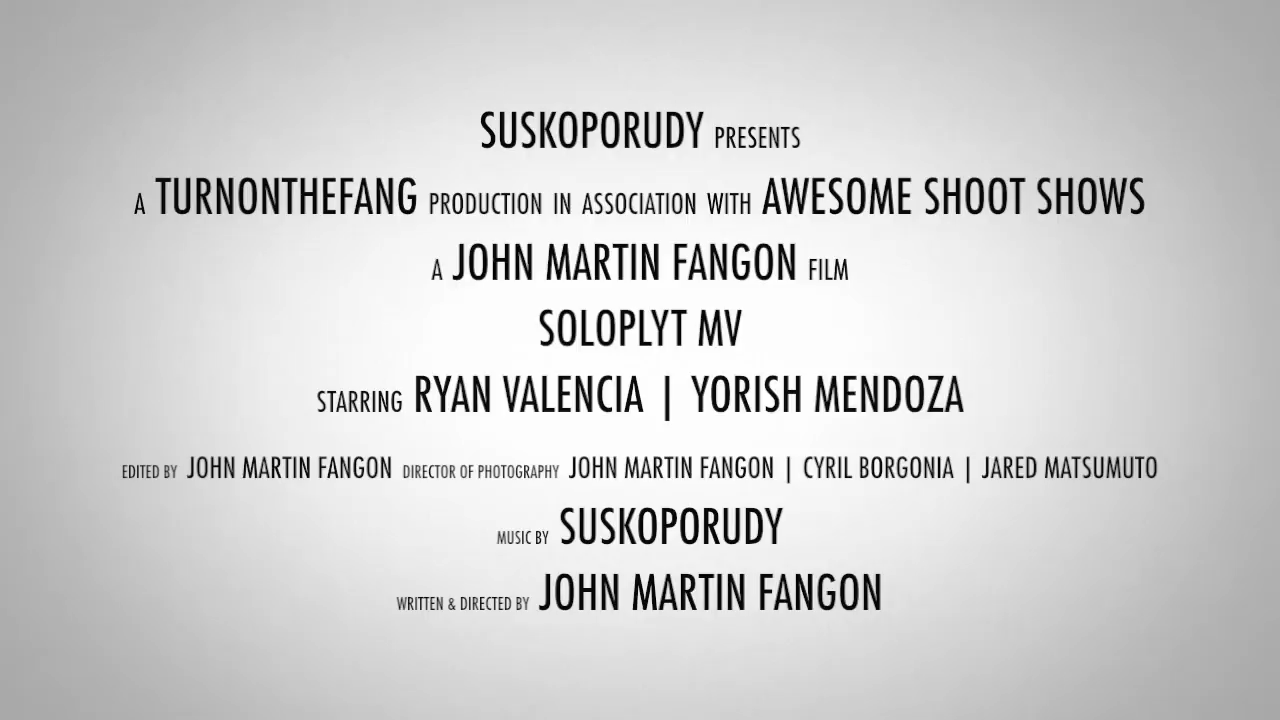 SUSKOPORUDY PRESENTS
A TURNONTHEFANG PRODUCTION IN ASSOCIATION WITH AWESOME SHOOT SHOWS
A JOHN MARTIN FANGON FILM
SOLOPLYT MV
STARRING RYAN VALENCIA | YORISH MENDOZA
EDITED BY JOHN MARTIN FANGON DIRECTOR OF PHOTOGRAPHY JOHN MARTIN FANGON | CYRIL BORGONIA | JARED MATSUMUTO
MUSIC BY SUSKOPORUDY
WRITTEN & DIRECTED BY JOHN MARTIN FANGON